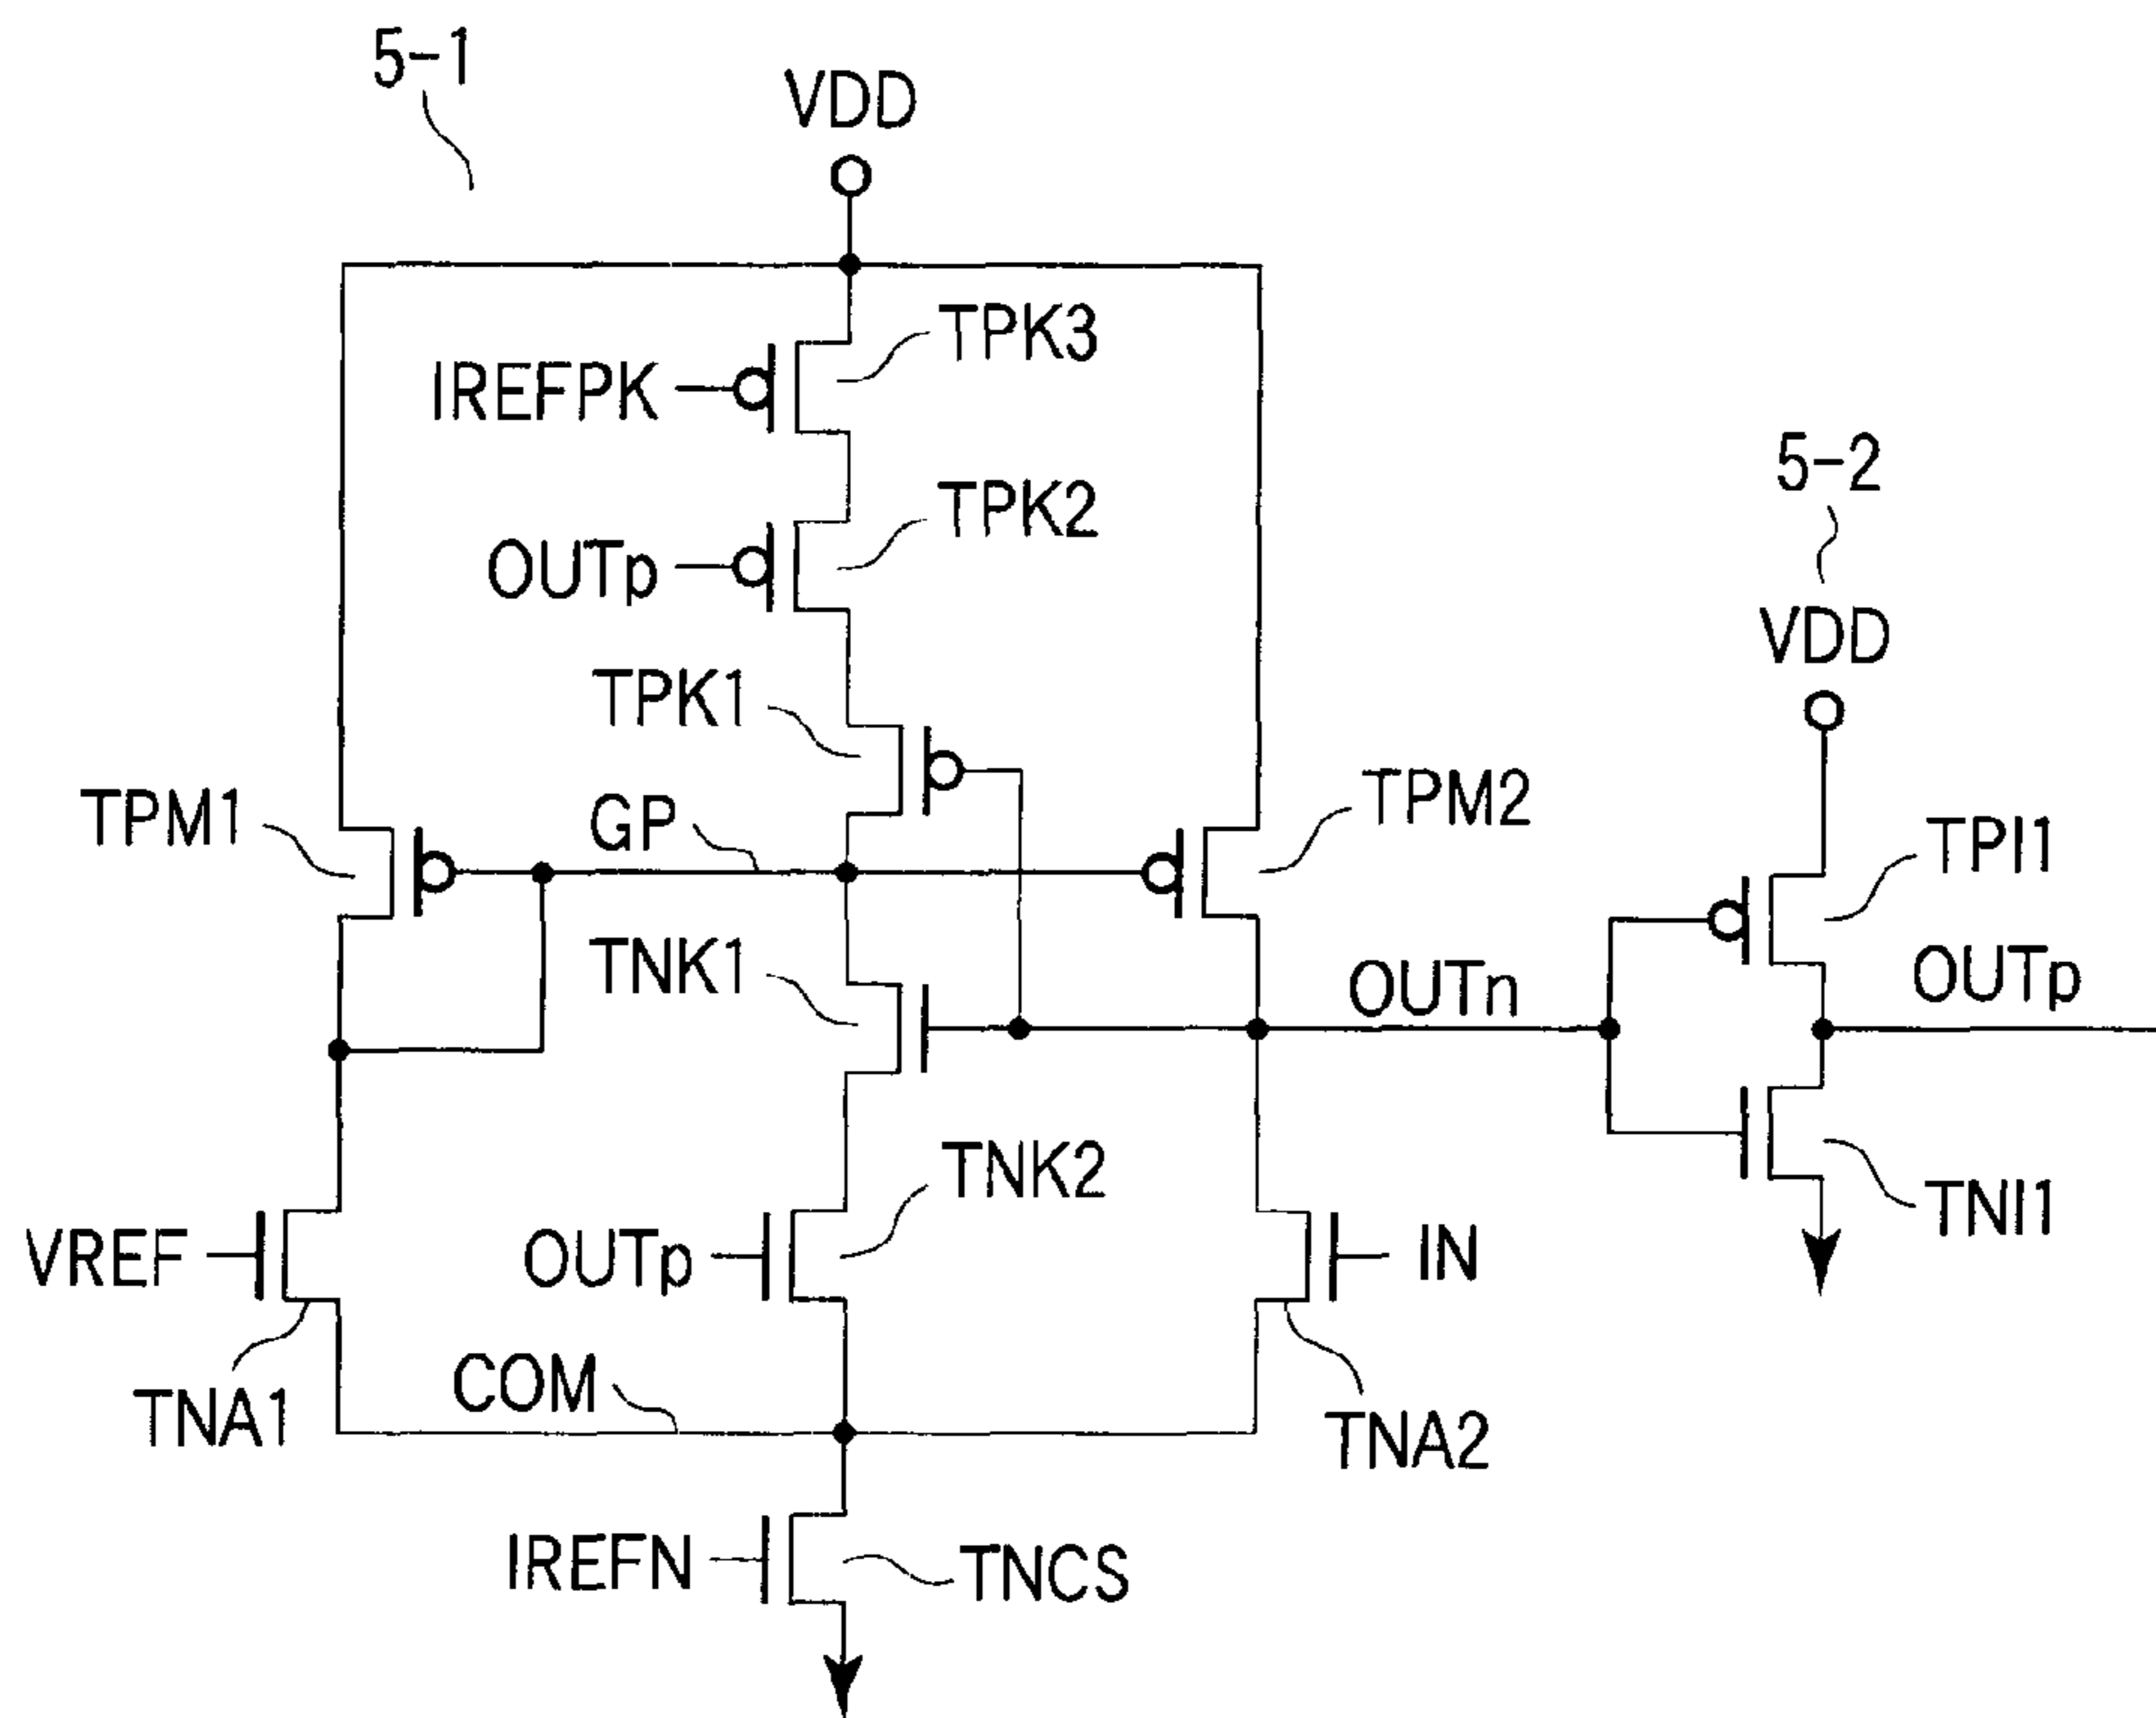 5-1
VDD
TPK3
IREFPK
5-2
TPK2
OUTp
VDD
TPK1
TPM1
GP
TPM2
TPI1
TNK1
OUTn
OUTp
TNK2
VREF
OUTp
IN
TNI1
COM
TNA1
TNA2
IREFN
TNCS